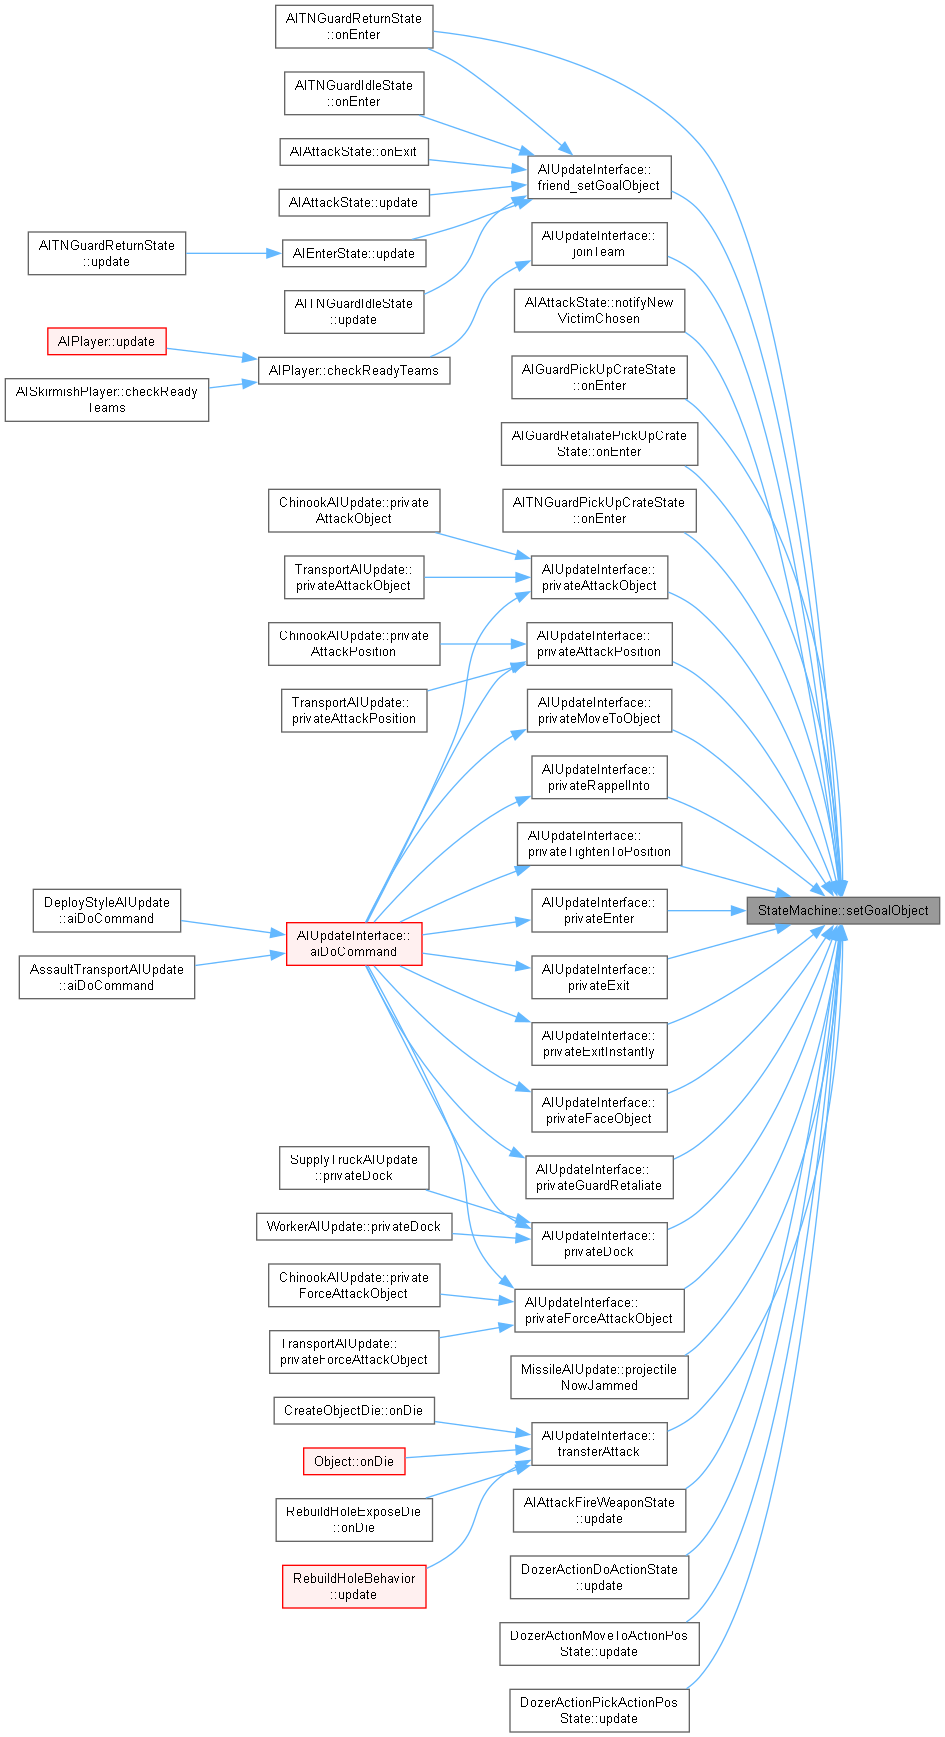 AITNGuardReturnState
::onEnter
AITNGuardIdleState
::onEnter
AIAttackState::onExit
AIUpdateInterface::
friend_setGoalObject
AIAttackState::update
AIUpdateInterface::
joinTeam
AITNGuardReturnState
::update
AIEnterState::update
AITNGuardIdleState
::update
AIAttackState::notifyNew
VictimChosen
AIPlayer::update
AIPlayer::checkReadyTeams
AIGuardPickUpCrateState
::onEnter
AISkirmishPlayer::checkReady
Teams
AIGuardRetaliatePickUpCrate
State::onEnter
ChinookAIUpdate::private
AttackObject
AITNGuardPickUpCrateState
::onEnter
TransportAIUpdate::
privateAttackObject
AIUpdateInterface::
privateAttackObject
ChinookAIUpdate::private
AttackPosition
AIUpdateInterface::
privateAttackPosition
TransportAIUpdate::
privateAttackPosition
AIUpdateInterface::
privateMoveToObject
AIUpdateInterface::
privateRappelInto
AIUpdateInterface::
privateTightenToPosition
DeployStyleAIUpdate
::aiDoCommand
AIUpdateInterface::
privateEnter
StateMachine::setGoalObject
AIUpdateInterface::
aiDoCommand
AssaultTransportAIUpdate
::aiDoCommand
AIUpdateInterface::
privateExit
AIUpdateInterface::
privateExitInstantly
AIUpdateInterface::
privateFaceObject
SupplyTruckAIUpdate
::privateDock
AIUpdateInterface::
privateGuardRetaliate
WorkerAIUpdate::privateDock
AIUpdateInterface::
privateDock
ChinookAIUpdate::private
ForceAttackObject
AIUpdateInterface::
privateForceAttackObject
TransportAIUpdate::
privateForceAttackObject
MissileAIUpdate::projectile
NowJammed
CreateObjectDie::onDie
AIUpdateInterface::
transferAttack
Object::onDie
RebuildHoleExposeDie
::onDie
AIAttackFireWeaponState
::update
RebuildHoleBehavior
::update
DozerActionDoActionState
::update
DozerActionMoveToActionPos
State::update
DozerActionPickActionPos
State::update